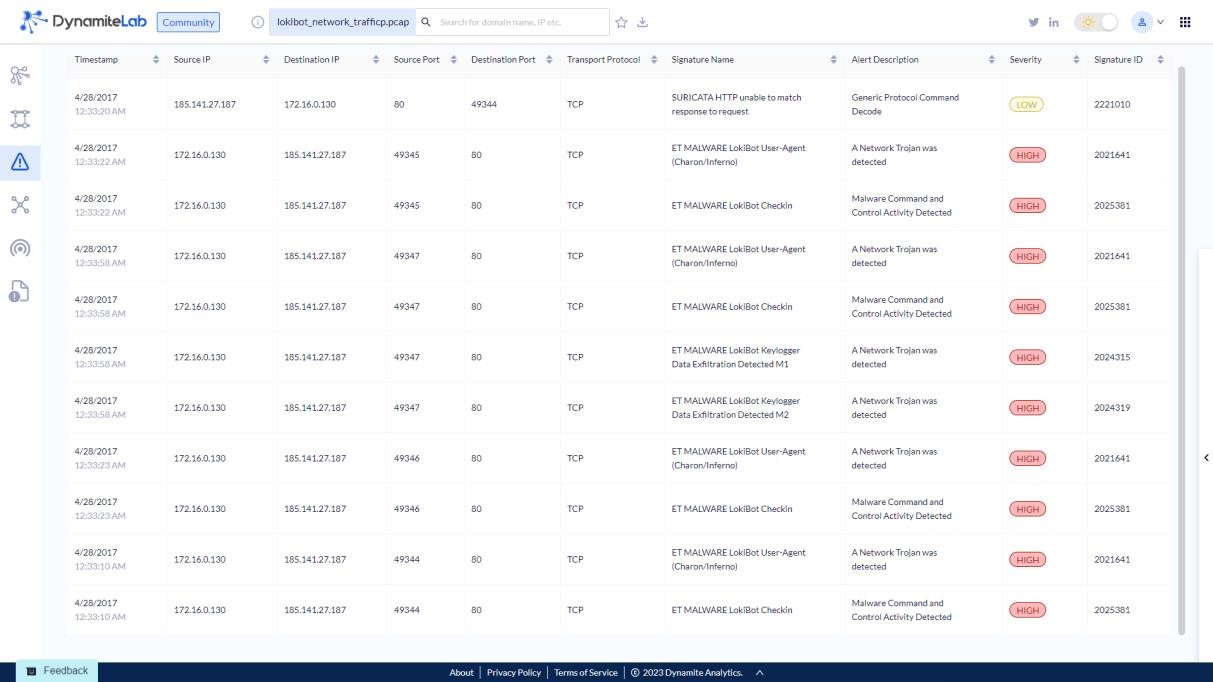 DynamiteLab Community lokibot_network_trafficp.pcap Search for domain name, IP etc.
Timestamp Source IP Destination IP Source Port Destination Port Transport Protocol Signature Name Alert Description Severity Signature ID
4/28/2017
12:33:20 AM
185.141.27.187 172.16.0.130 80 49344 TCP
SURICATA HTTP unable to match
response to request
Generic Protocol Command
Decode
LOW 2221010
4/28/2017
12:33:22 AM
172.16.0.130 185.141.27.187 49345 80 TCP
ET MALWARE LokiBot User-Agent
(Charon/Inferno)
A Network Trojan was
detected
HIGH 2021641
4/28/2017
12:33:22 AM
172.16.0.130 185.141.27.187 49345 80 TCP
ET MALWARE LokiBot Checkin
Malware Command and
Control Activity Detected
HIGH 2025381
4/28/2017
12:33:58 AM
172.16.0.130 185.141.27.187 49347 80 TCP
ET MALWARE LokiBot User-Agent
(Charon/Inferno)
A Network Trojan was
detected
HIGH 2021641
4/28/2017
12:33:58 AM
172.16.0.130 185.141.27.187 49347 80 TCP
ET MALWARE LokiBot Checkin
Malware Command and
Control Activity Detected
HIGH 2025381
4/28/2017
12:33:58 AM
172.16.0.130 185.141.27.187 49347 80 TCP
ET MALWARE LokiBot Keylogger
Data Exfiltration Detected M1
A Network Trojan was
detected
HIGH 2024315
4/28/2017
12:33:58 AM
172.16.0.130 185.141.27.187 49347 80 TCP
ET MALWARE LokiBot Keylogger
Data Exfiltration Detected M2
A Network Trojan was
detected
HIGH 2024319
4/28/2017
12:33:23 AM
172.16.0.130 185.141.27.187 49346 80 TCP
ET MALWARE LokiBot User-Agent
(Charon/Inferno)
A Network Trojan was
detected
HIGH 2021641
4/28/2017
12:33:23 AM
172.16.0.130 185.141.27.187 49346 80 TCP
ET MALWARE LokiBot Checkin
Malware Command and
Control Activity Detected
HIGH 2025381
4/28/2017
12:33:10 AM
172.16.0.130 185.141.27.187 49344 80 TCP
ET MALWARE LokiBot User-Agent
(Charon/Inferno)
A Network Trojan was
detected
HIGH 2021641
4/28/2017
12:33:10 AM
172.16.0.130 185.141.27.187 49344 80 TCP
ET MALWARE LokiBot Checkin
Malware Command and
Control Activity Detected
HIGH 2025381
Feedback
About | Privacy Policy | Terms of Service | © 2023 Dynamite Analytics.